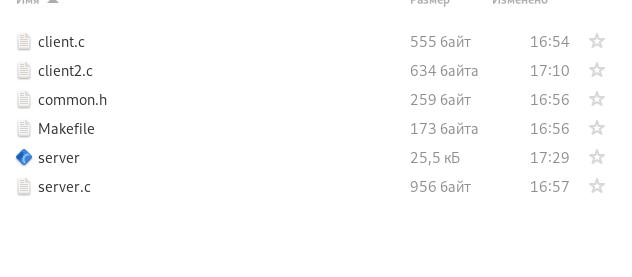 Имя Размер Изменено
client.c 555 байт 16:54
client2.c 634 байта 17:10
common.h 259 байт 16:56
Makefile 173 байта 16:56
server 25,5 кБ 17:29
server.c 956 байт 16:57